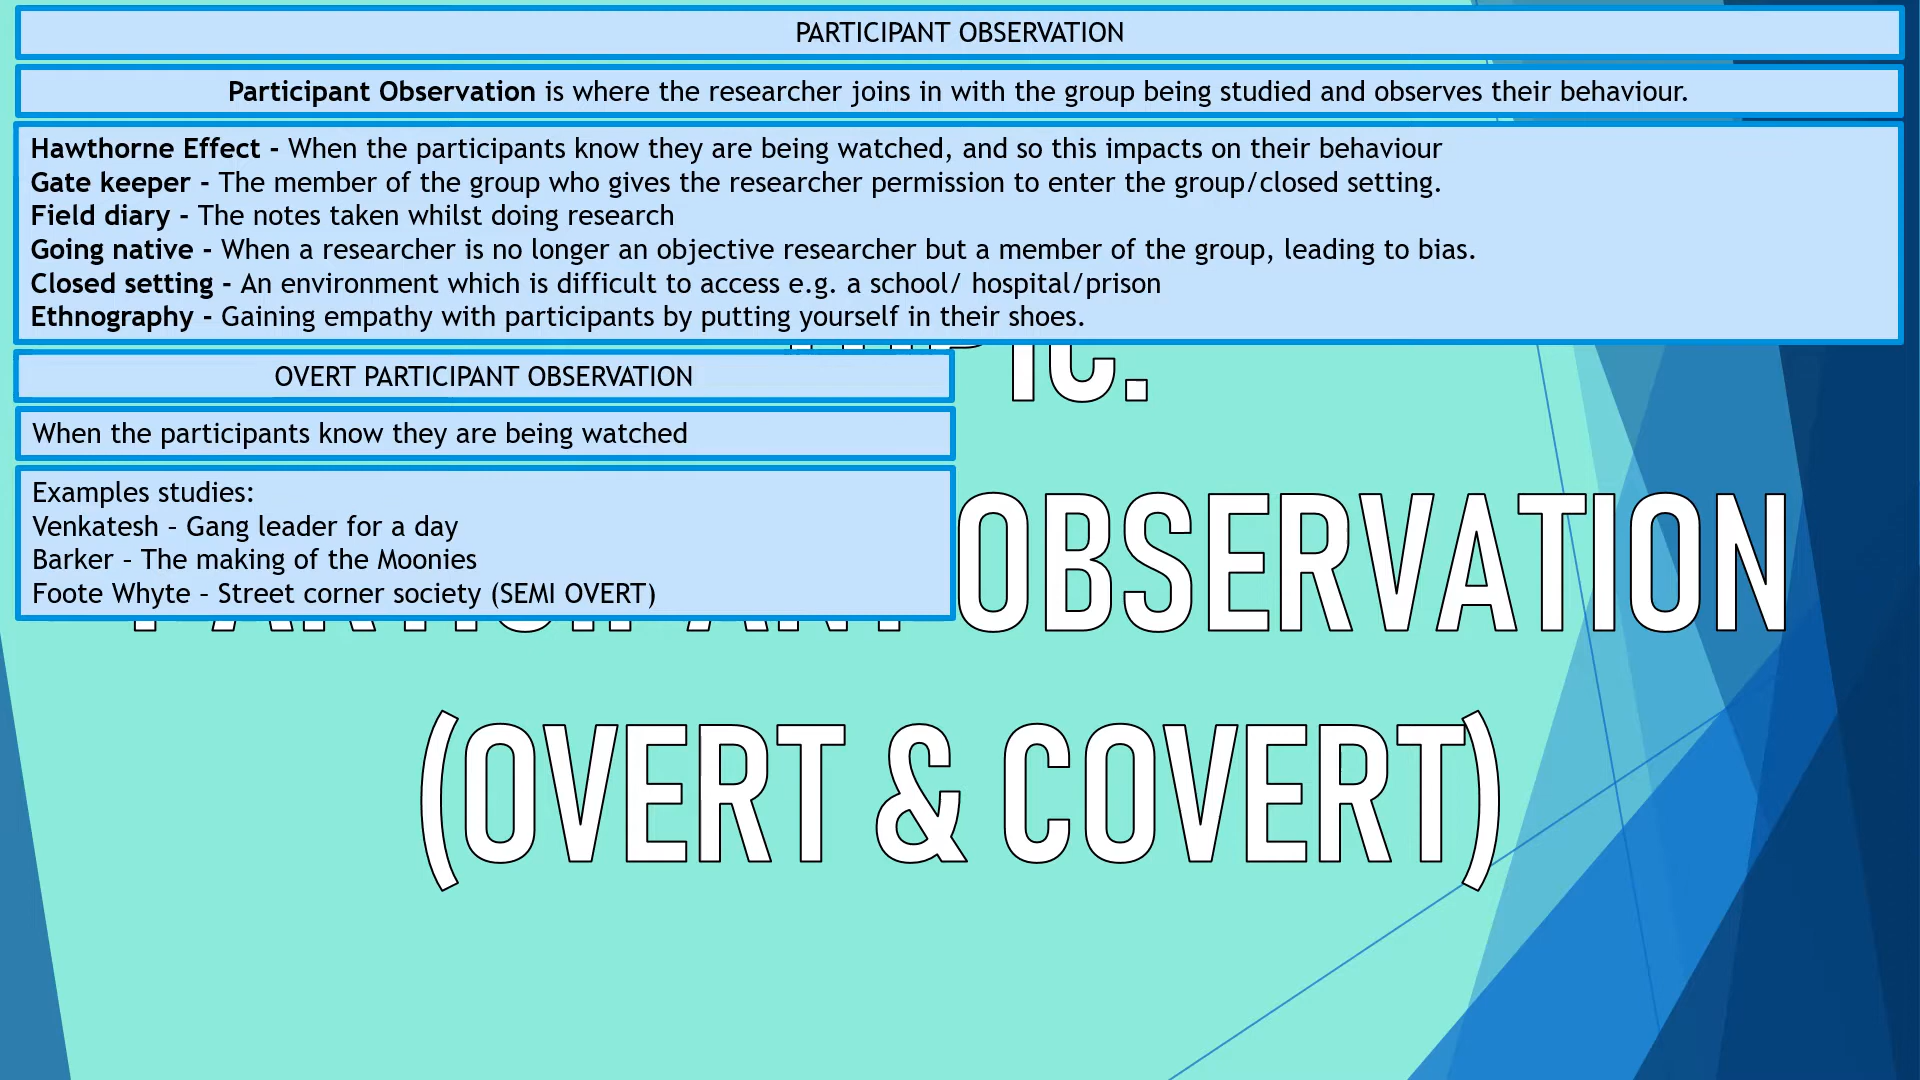 PARTICIPANT OBSERVATION
Participant Observation is where the researcher joins in with the group being studied and observes their behaviour.
Hawthorne Effect - When the participants know they are being watched, and so this impacts on their behaviour
Gate keeper - The member of the group who gives the researcher permission to enter the group/closed setting.
Field diary - The notes taken whilst doing research
Going native - When a researcher is no longer an objective researcher but a member of the group, leading to bias.
Closed setting - An environment which is difficult to access e.g. a school/ hospital/prison
Ethnography - Gaining empathy with participants by putting yourself in their shoes.
OVERT PARTICIPANT OBSERVATION
When the participants know they are being watched
Examples studies:
Venkatesh – Gang leader for a day
Barker – The making of the Moonies
Foote Whyte – Street corner society (SEMI OVERT)
OBSERVATION
(OVERT & COVERT)